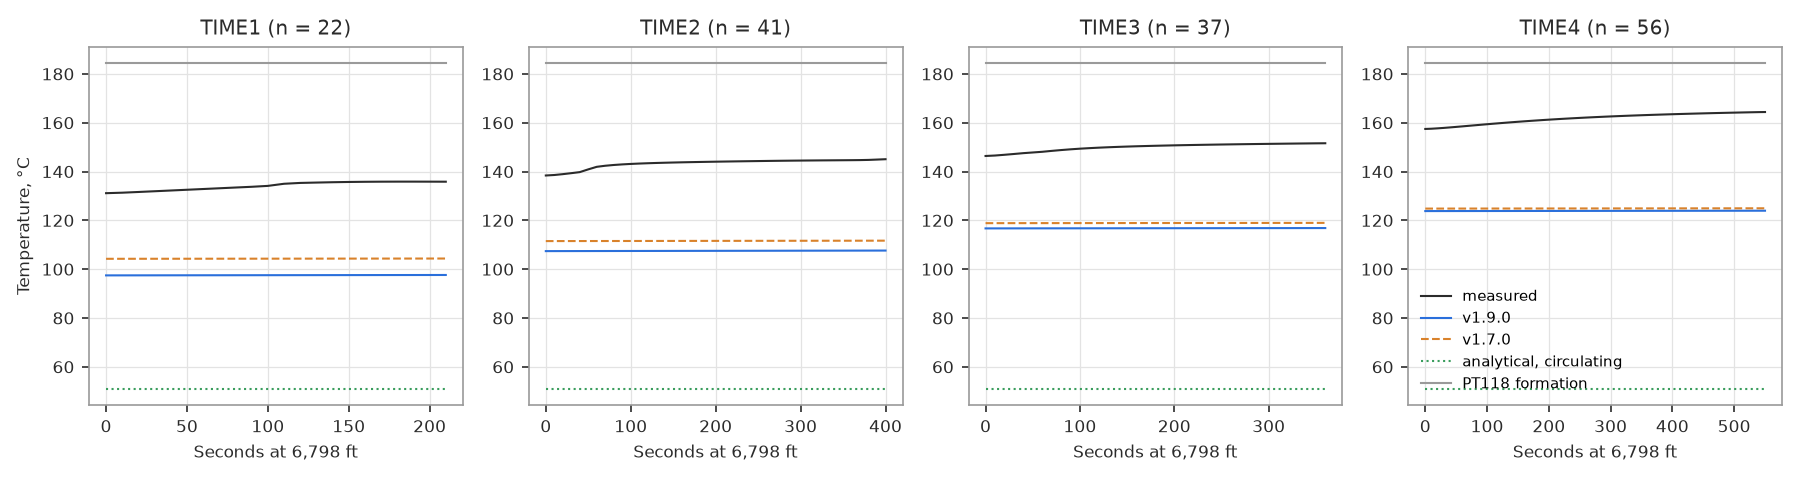 TIME1 (n = 22)
TIME2 (n = 41)
TIME3 (n = 37)
TIME4 (n = 56)
Temperature, °C
180
160
140
120
100
80
60
0 50 100 150 200
Seconds at 6,798 ft
180
160
140
120
100
80
60
0 100 200 300 400
Seconds at 6,798 ft
180
160
140
120
100
80
60
0 100 200 300
Seconds at 6,798 ft
180
160
140
120
100
80
60
measured
v1.9.0
v1.7.0
analytical, circulating
PT118 formation
0 100 200 300 400 500
Seconds at 6,798 ft